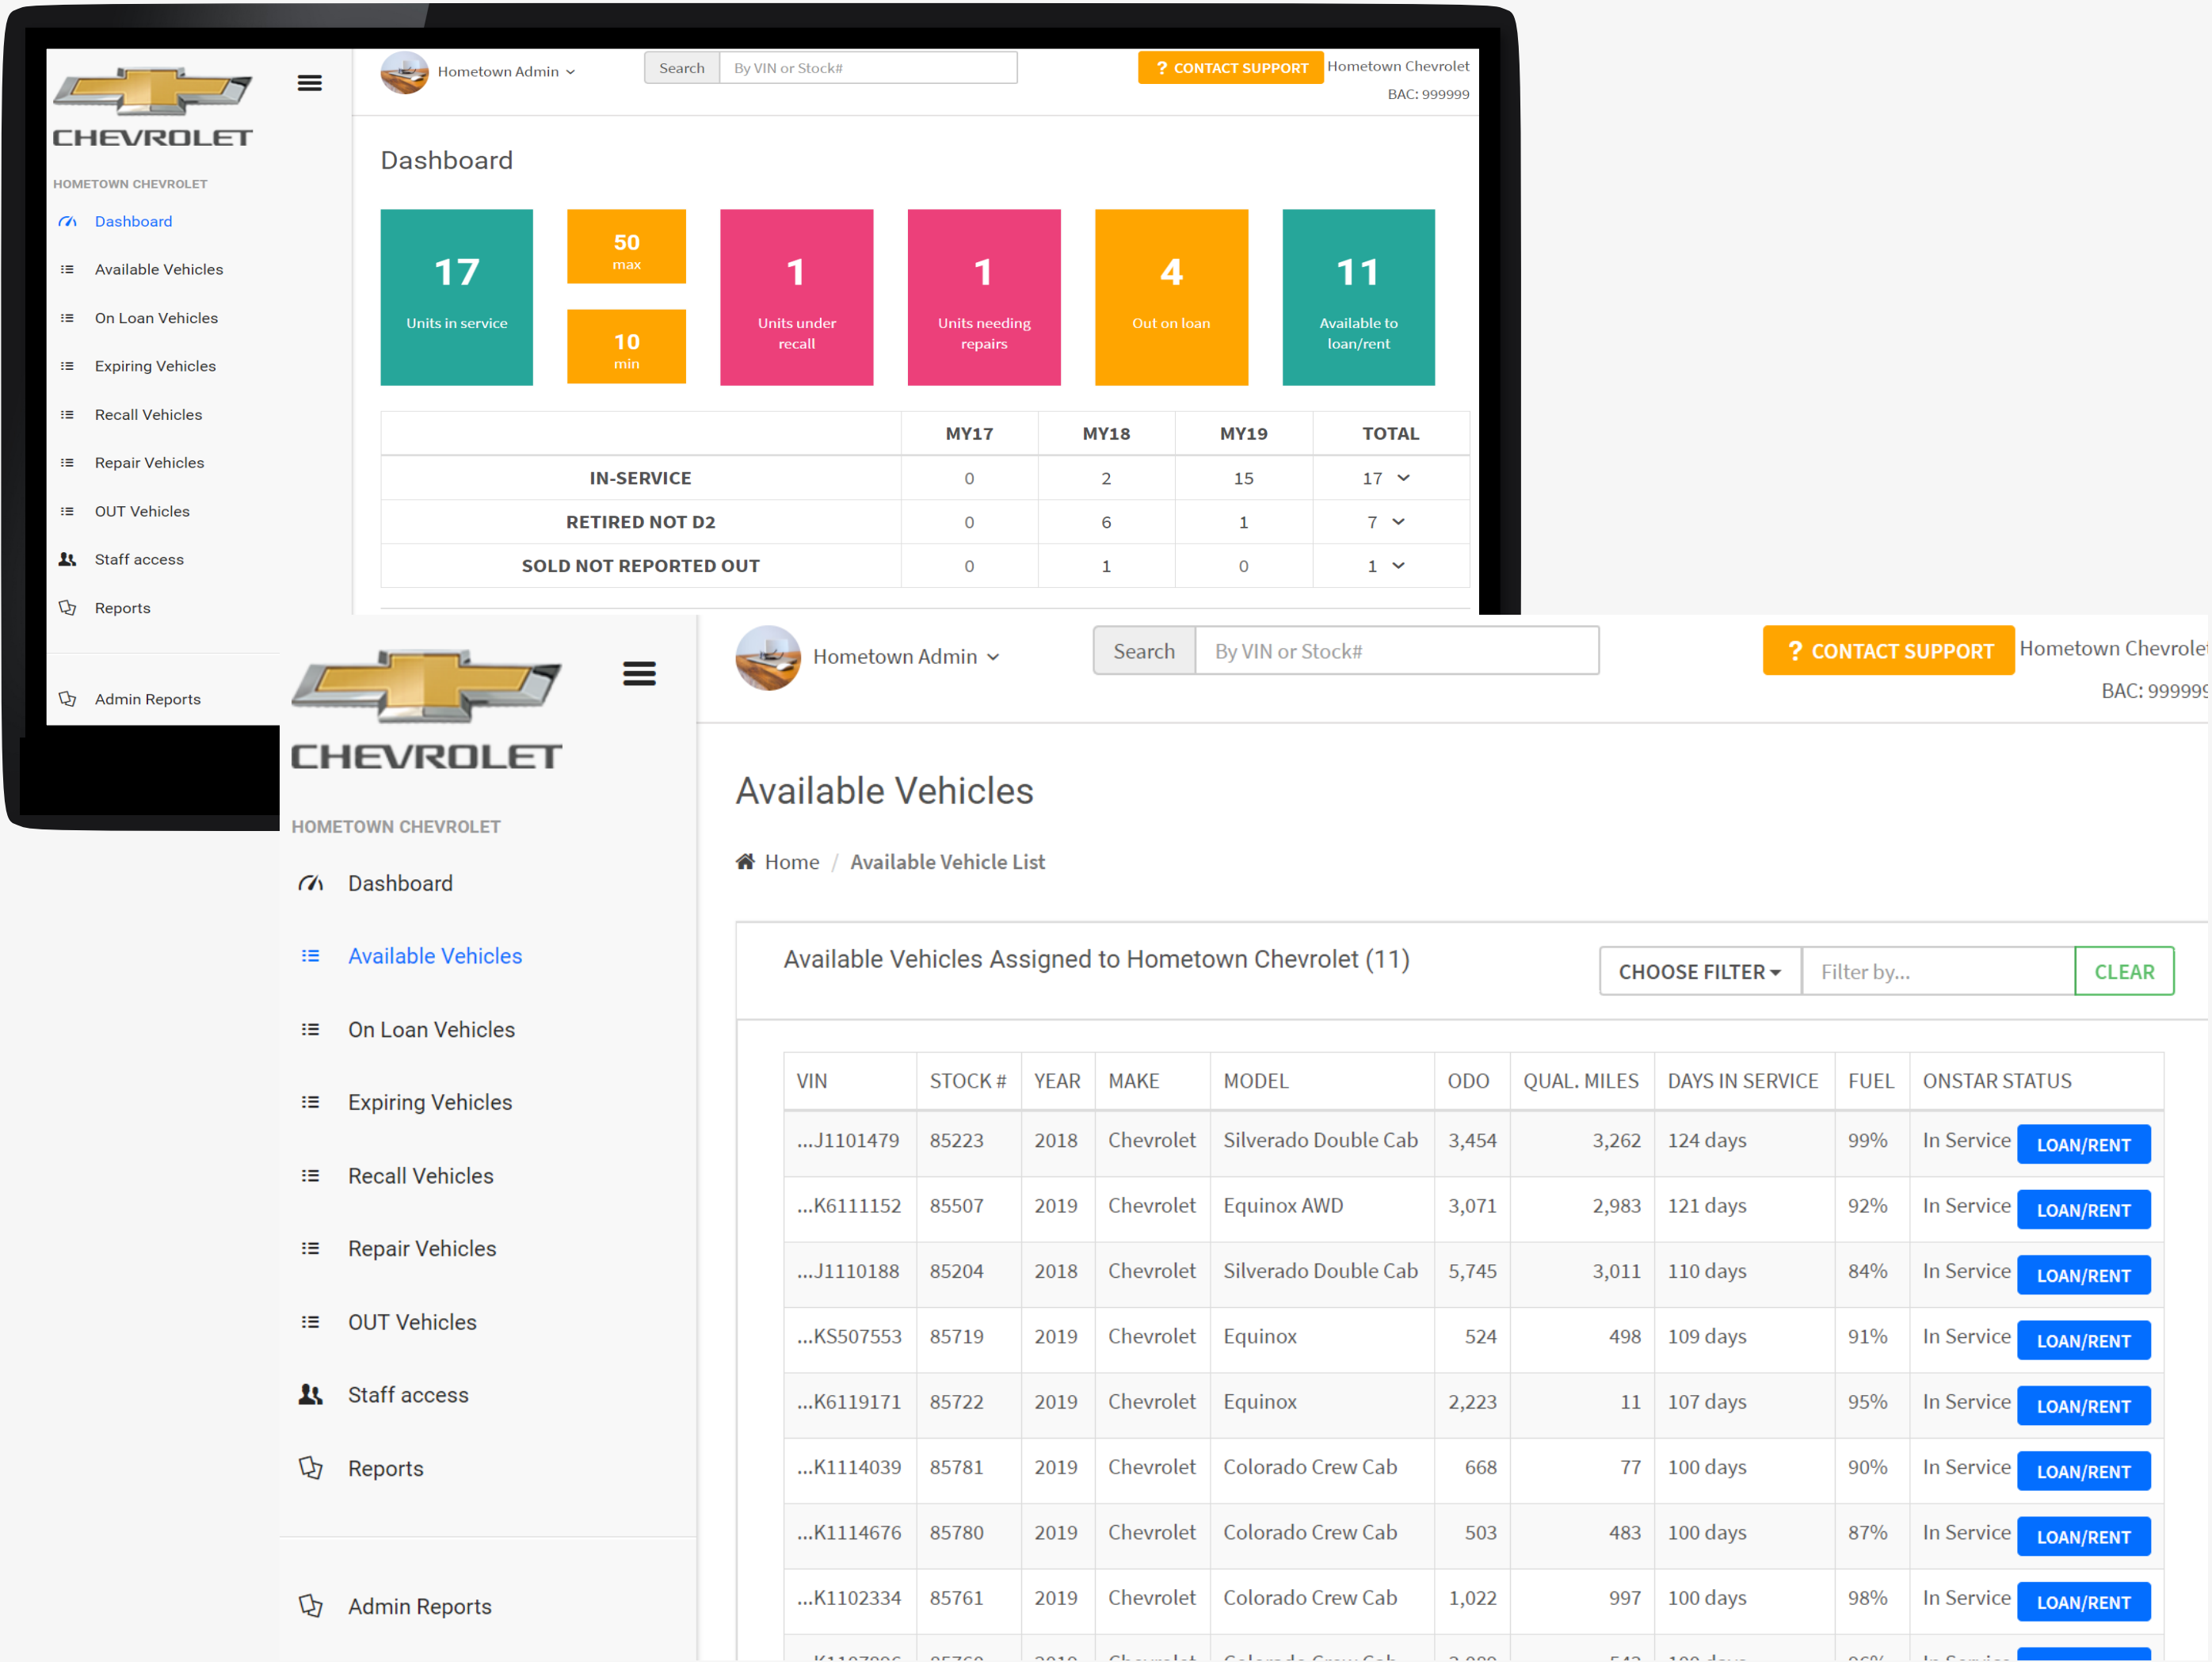 CHEVROLET
Hometown Admin
Search By VIN or Stock#
? CONTACT SUPPORT
Hometown Chevrolet
BAC: 999999
HOMETOWN CHEVROLET
Dashboard
Available Vehicles
On Loan Vehicles
Expiring Vehicles
Recall Vehicles
Repair Vehicles
OUT Vehicles
Staff access
Reports
Admin Reports
Dashboard
17
Units in service
50
max
10
min
1
Units under
recall
1
Units needing
repairs
4
Out on loan
11
Available to
loan/rent
MY17 MY18 MY19 TOTAL
IN-SERVICE 0 2 15 17
RETIRED NOT D2 0 6 1 7
SOLD NOT REPORTED OUT 0 1 0 1
CHEVROLET
Hometown Admin
Search By VIN or Stock#
? CONTACT SUPPORT
Hometown Chevrolet
BAC: 999999
HOMETOWN CHEVROLET
Dashboard
Available Vehicles
On Loan Vehicles
Expiring Vehicles
Recall Vehicles
Repair Vehicles
OUT Vehicles
Staff access
Reports
Admin Reports
Available Vehicles
Home / Available Vehicle List
Available Vehicles Assigned to Hometown Chevrolet (11)
CHOOSE FILTER Filter by... CLEAR
VIN STOCK # YEAR MAKE MODEL ODO QUAL. MILES DAYS IN SERVICE FUEL ONSTAR STATUS
...J1101479 85223 2018 Chevrolet Silverado Double Cab 3,454 3,262 124 days 99% In Service LOAN/RENT
...K6111152 85507 2019 Chevrolet Equinox AWD 3,071 2,983 121 days 92% In Service LOAN/RENT
...J1110188 85204 2018 Chevrolet Silverado Double Cab 5,745 3,011 110 days 84% In Service LOAN/RENT
...KS507553 85719 2019 Chevrolet Equinox 524 498 109 days 91% In Service LOAN/RENT
...K6119171 85722 2019 Chevrolet Equinox 2,223 11 107 days 95% In Service LOAN/RENT
...K1114039 85781 2019 Chevrolet Colorado Crew Cab 668 77 100 days 90% In Service LOAN/RENT
...K1114676 85780 2019 Chevrolet Colorado Crew Cab 503 483 100 days 87% In Service LOAN/RENT
...K1102334 85761 2019 Chevrolet Colorado Crew Cab 1,022 997 100 days 98% In Service LOAN/RENT